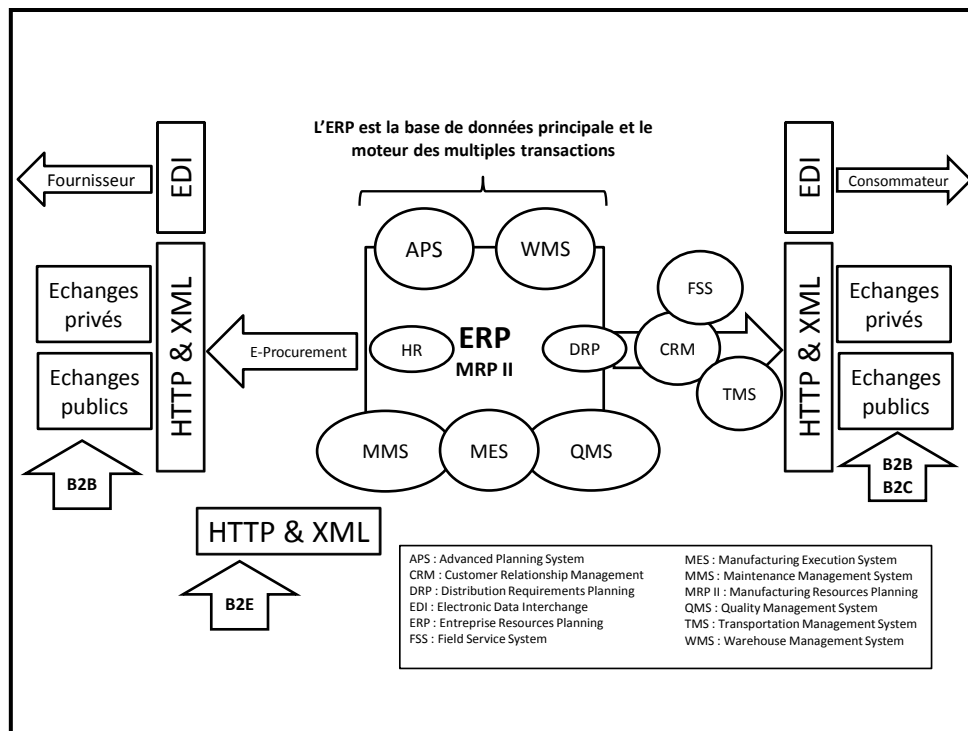 L'ERP est la base de données principale et le
moteur des multiples transactions
Fournisseur
EDI
EDI
Consommateur
APS
WMS
FSS
Echanges
privés
HTTP & XML
E-Procurement
HR
ERP
MRP II
DRP
CRM
TMS
HTTP & XML
Echanges
privés
Echanges
publics
Echanges
publics
MMS
MES
QMS
B2B
B2B
B2C
HTTP & XML
B2E
APS : Advanced Planning System
CRM : Customer Relationship Management
DRP : Distribution Requirements Planning
EDI : Electronic Data Interchange
ERP : Entreprise Resources Planning
FSS : Field Service System
MES : Manufacturing Execution System
MMS : Maintenance Management System
MRP II : Manufacturing Resources Planning
QMS : Quality Management System
TMS : Transportation Management System
WMS : Warehouse Management System